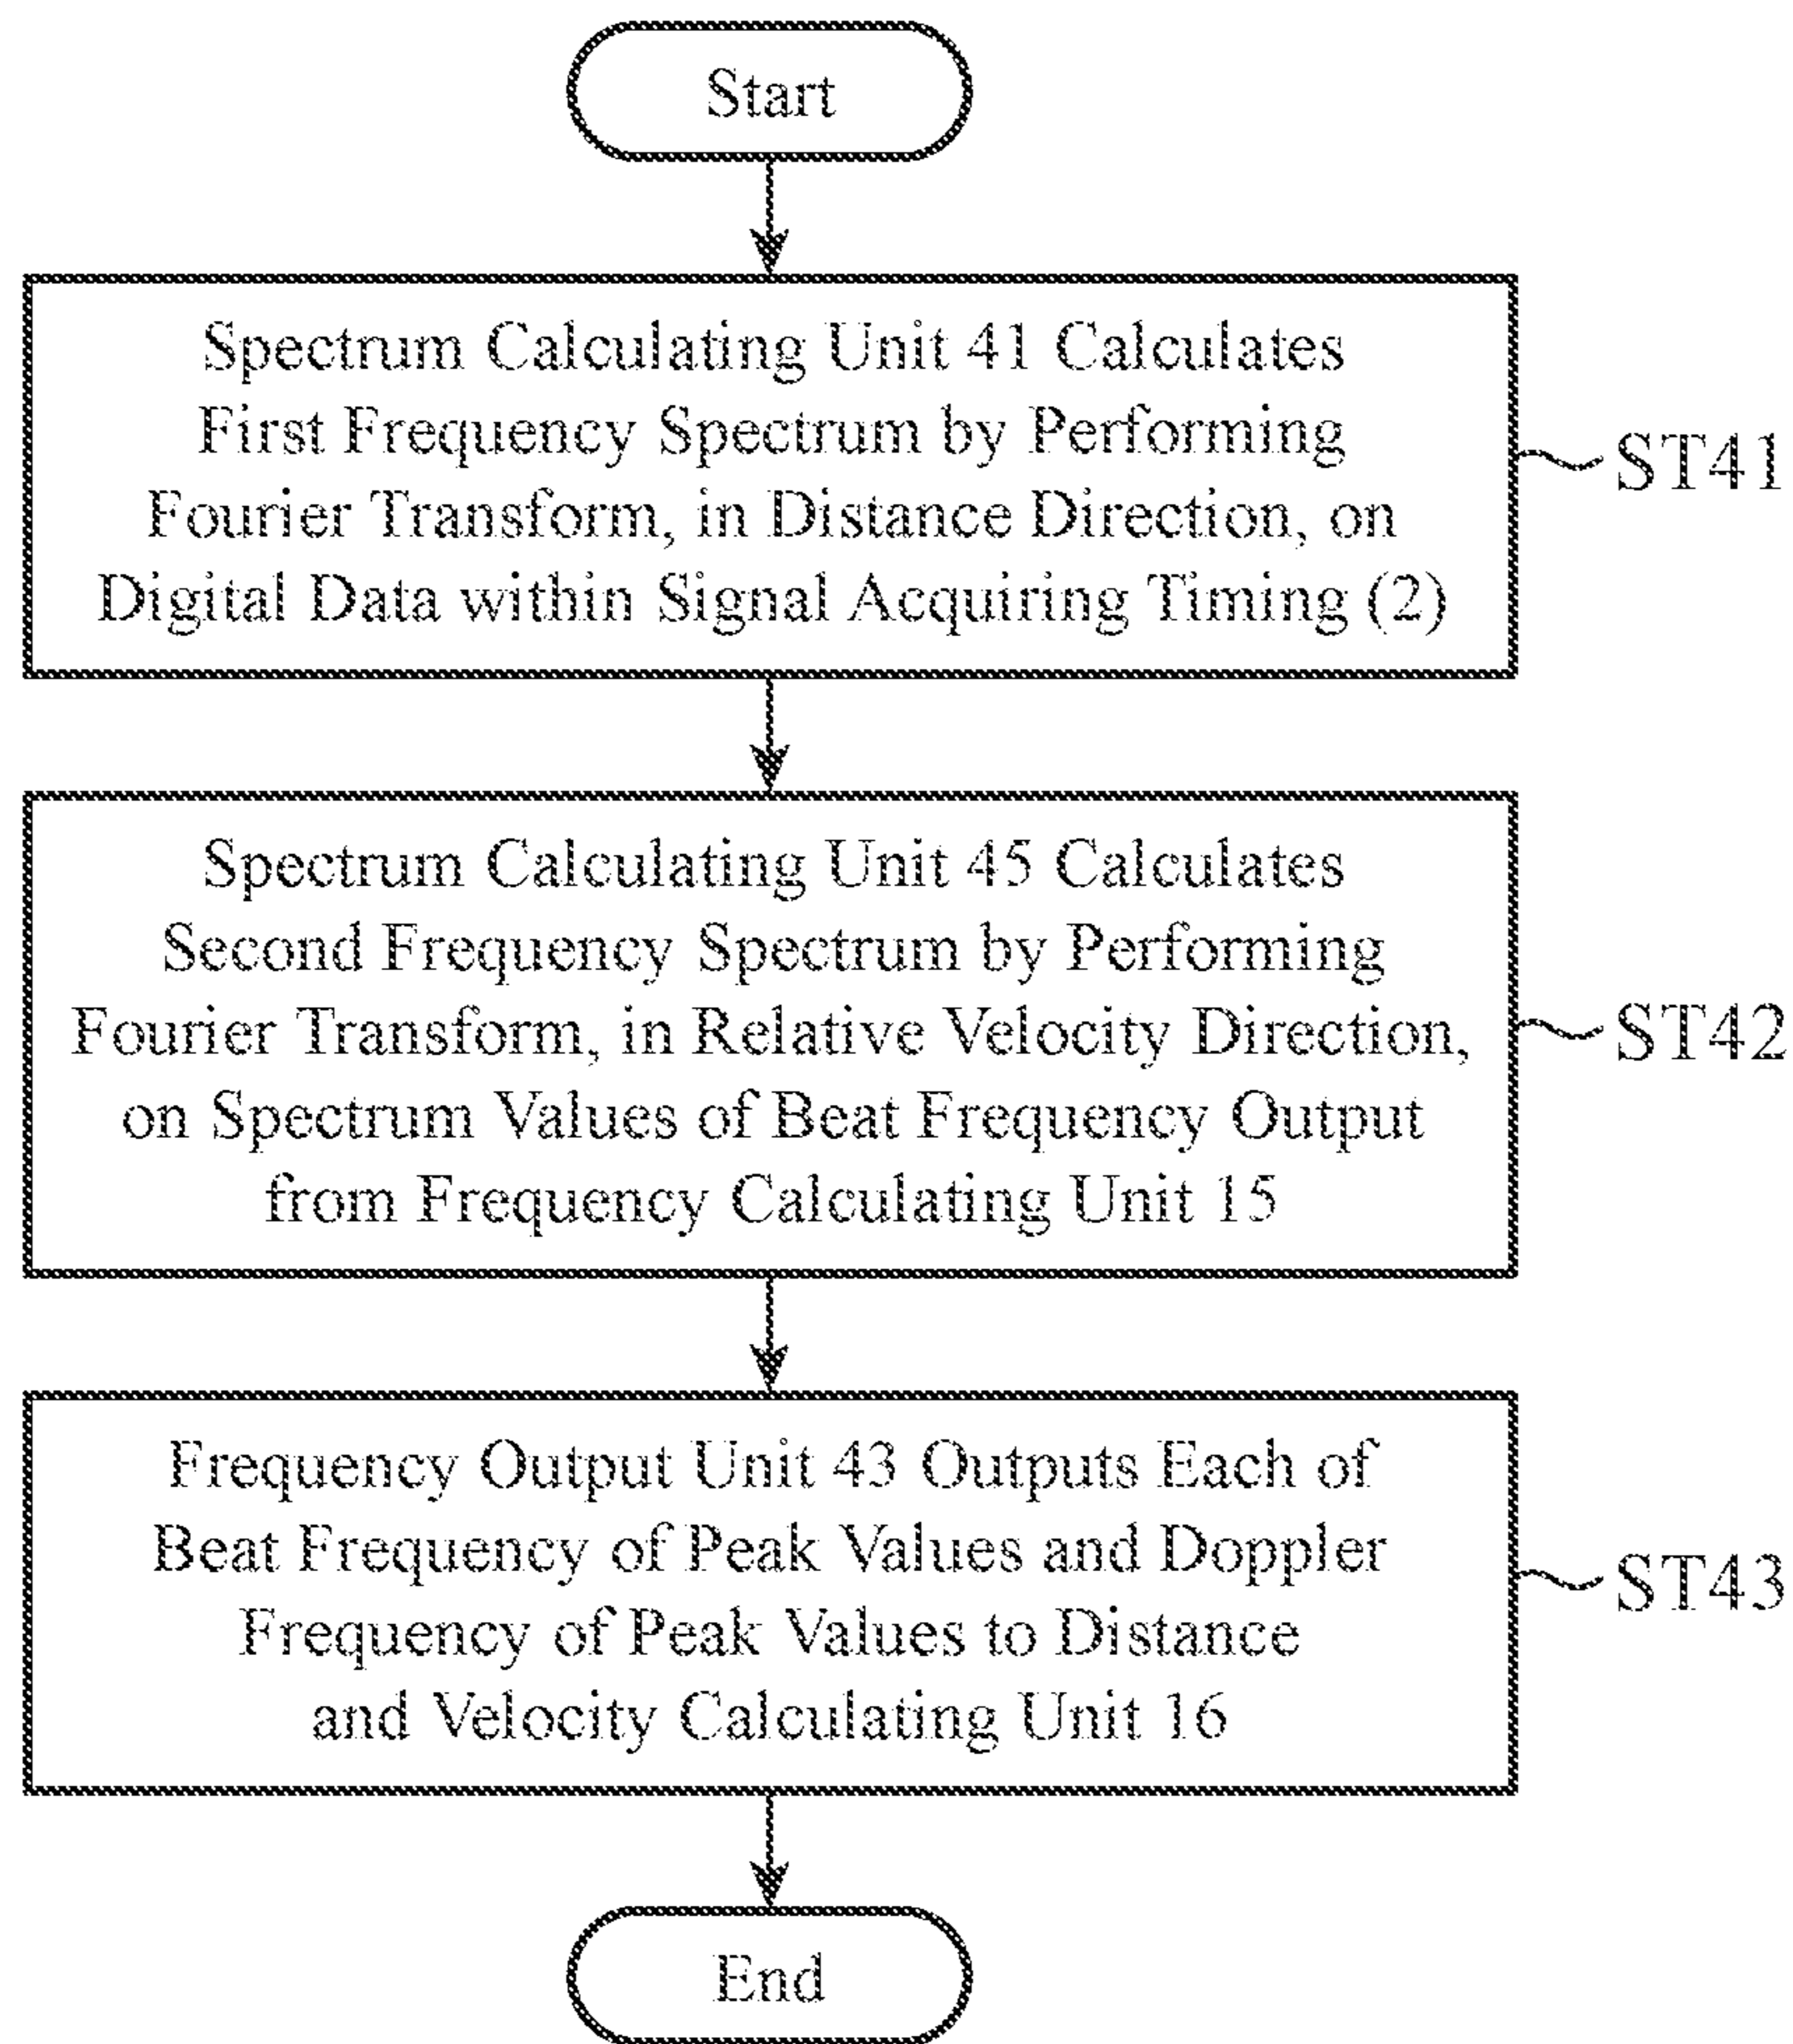 Start
Spectrum Calculating Unit 41 Calculates
First Frequency Spectrum by Performing
Fourier Transform, in Distance Direction, on
Digital Data within Signal Acquiring Timing (2)
ST41
Spectrum Calculating Unit 45 Calculates
Second Frequency Spectrum by Performing
Fourier Transform, in Relative Velocity Direction,
on Spectrum Values of Beat Frequency Output
from Frequency Calculating Unit 15
ST42
Frequency Output Unit 43 Outputs Each of
Beat Frequency of Peak Values and Doppler
Frequency of Peak Values to Distance
and Velocity Calculating Unit 16
ST43
End